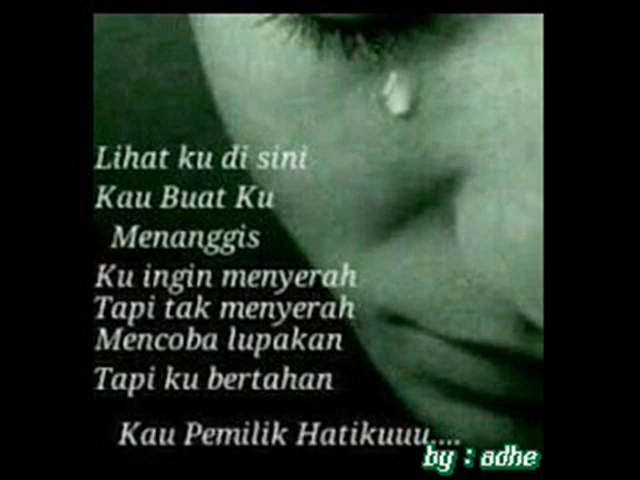 Lihat ku di sini
Kau Buat Ku
Menanggis
Ku ingin menyerah
Tapi tak menyerah
Mencoba lupakan
Tapi ku bertahan
Kau Pemilik Hatikuuu....
by : adhe